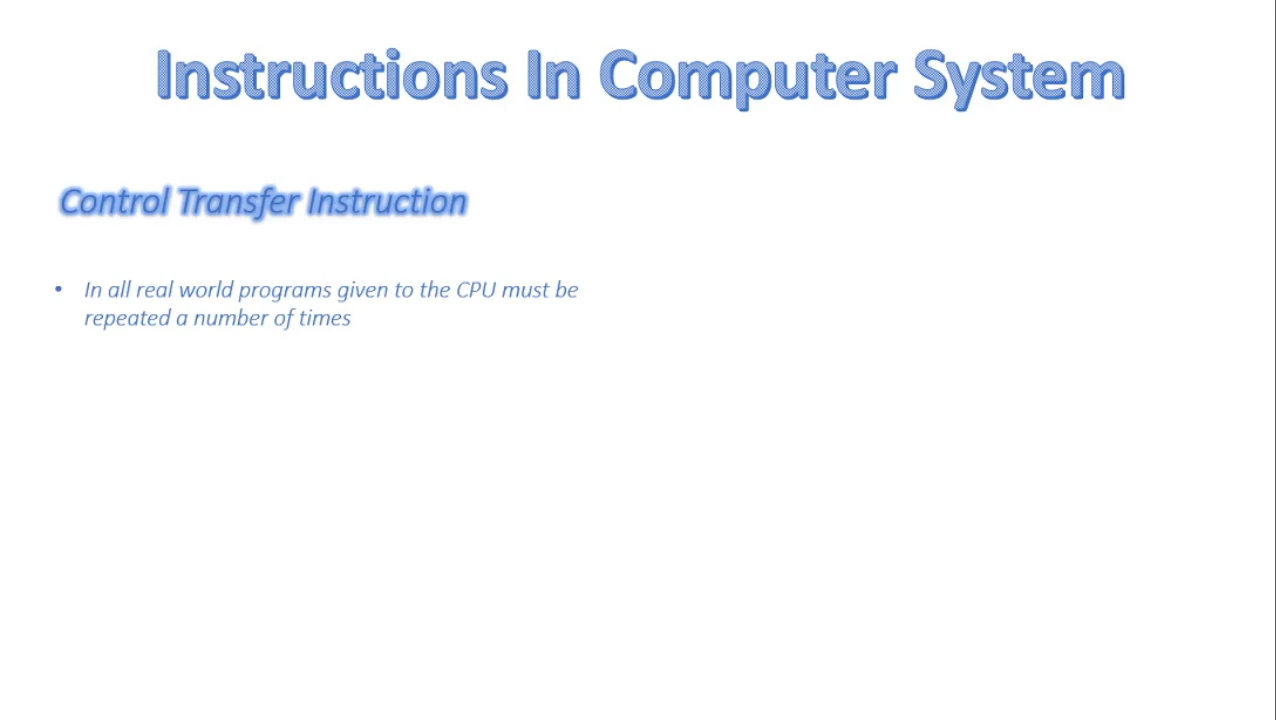 Instructions In Computer System
Control Transfer Instruction
• In all real world programs given to the CPU must be
repeated a number of times